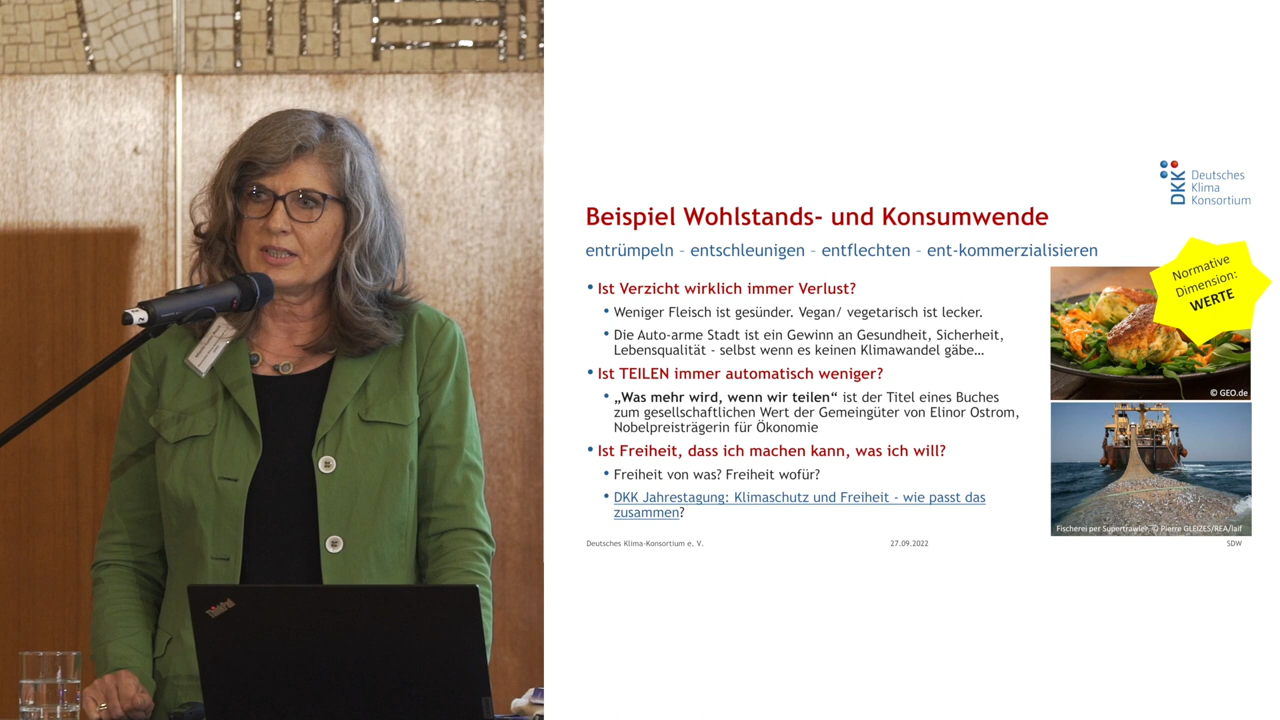 ThinkPad
DKK Deutsches
Klima
Konsortium
Beispiel Wohlstands- und Konsumwende
entrümpeln – entschleunigen – entflechten – ent-kommerzialisieren
Normative
Dimension:
WERTE
• Ist Verzicht wirklich immer Verlust?
• Weniger Fleisch ist gesünder. Vegan/ vegetarisch ist lecker.
• Die Auto-arme Stadt ist ein Gewinn an Gesundheit, Sicherheit,
Lebensqualität - selbst wenn es keinen Klimawandel gäbe…
• Ist TEILEN immer automatisch weniger?
• „Was mehr wird, wenn wir teilen“ ist der Titel eines Buches
zum gesellschaftlichen Wert der Gemeingüter von Elinor Ostrom,
Nobelpreisträgerin für Ökonomie
• Ist Freiheit, dass ich machen kann, was ich will?
• Freiheit von was? Freiheit wofür?
• DKK Jahrestagung: Klimaschutz und Freiheit - wie passt das
zusammen?
© GEO.de
Fischerei per Supertrawler, © Pierre GLEIZES/REA/laif
Deutsches Klima-Konsortium e. V.
27.09.2022
SDW